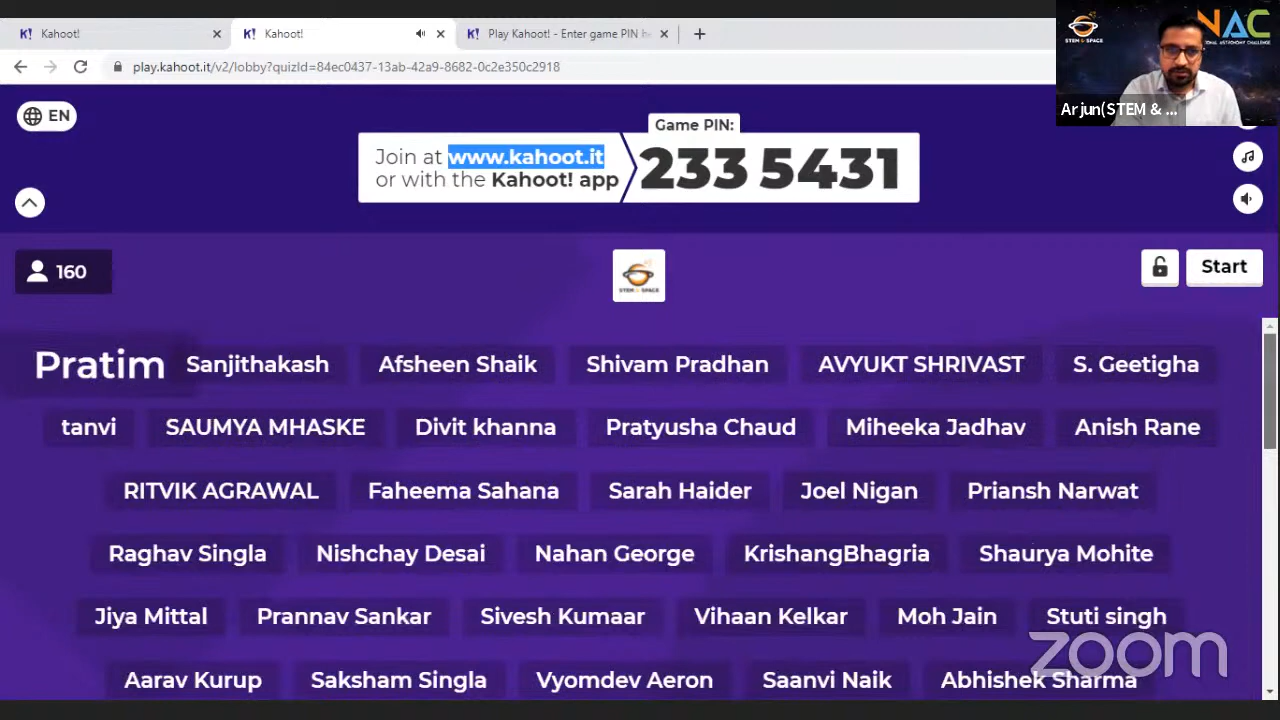 Kahoot!
Kahoot!
Play Kahoot! - Enter game PIN
play.kahoot.it/v2/lobby?quizId=84ec0437-13ab-42a9-8682-0c2e350c2918
NAC
STEM & SPACE
Arjun(STEM & ...
EN
Game PIN:
Join at www.kahoot.it
or with the Kahoot! app
233 5431
160
STEM & SPACE
Start
Pratim Sanjithakash Afsheen Shaik Shivam Pradhan AVYUKT SHRIVAST S. Geetigha
tanvi SAUMYA MHASKE Divit khanna Pratyusha Chaud Miheeka Jadhav Anish Rane
RITVIK AGRAWAL Faheema Sahana Sarah Haider Joel Nigan Priansh Narwat
Raghav Singla Nishchay Desai Nahan George KrishangBhagria Shaurya Mohite
Jiya Mittal Prannav Sankar Sivesh Kumaar Vihaan Kelkar Moh Jain Stuti singh
Aarav Kurup Saksham Singla Vyomdev Aeron Saanvi Naik Abhishek Sharma
zoom